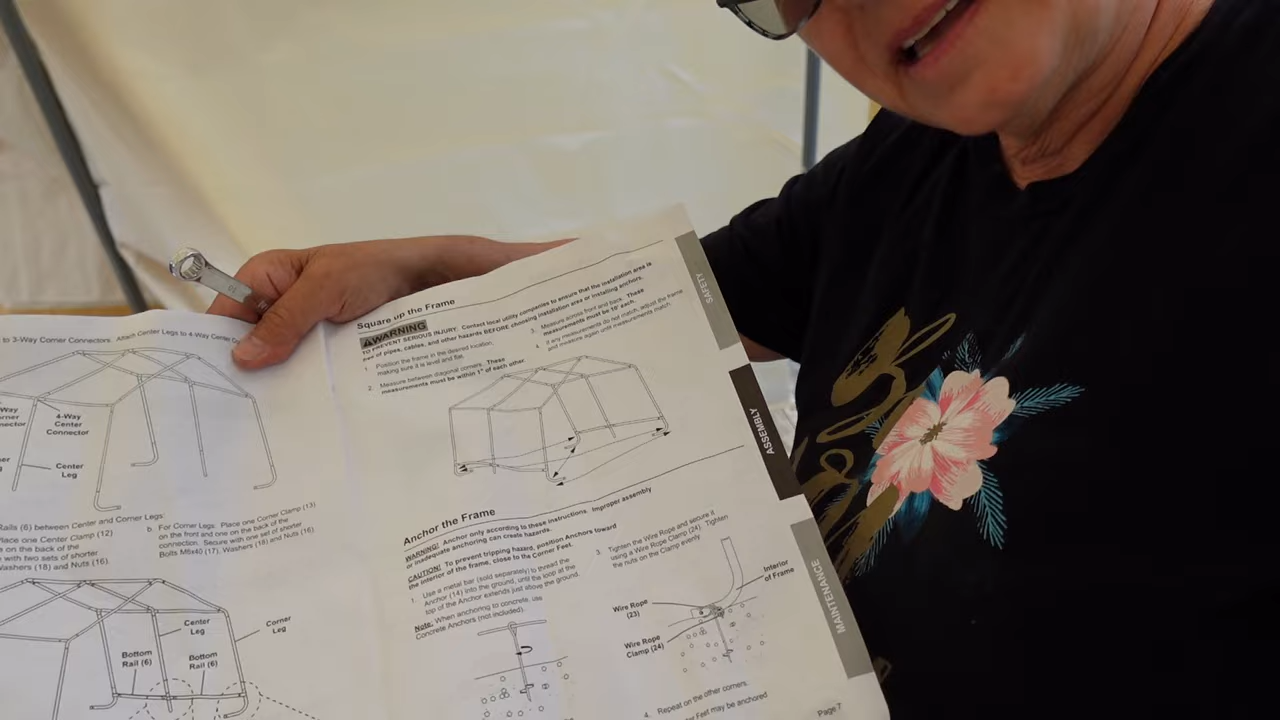 to 3-Way Corner Connectors. Attach Center Legs to 4-Way Center
Way
4-Way
Center
Connector
Center
Leg
Rails (6) between Center and Corner Legs:
Place one Center Clamp (12)
e on the back of the
with two sets of shorter
Washers (18) and Nuts (16).
b. For Corner Legs: Place one Corner Clamp (13)
on the front and one on the back of the
connection. Secure with one set of shorter
Bolts M6x40 (17), Washers (18) and Nuts (16).
Center
Leg
Corner
Leg
Bottom
Rail (6)
Bottom
Rail (6)
Square up the Frame
WARNING
TO PREVENT SERIOUS INJURY: Contact local utility companies to ensure that the installation area is
of pipes, cables, and other hazards BEFORE choosing installation area or installing anchors.
1. Position the frame in the desired location,
making sure it is level and flat.
2. Measure between diagonal corners. These
measurements must be within 1" of each other.
3. Measure across front and back. These
measurements must be 10' each.
4. If any measurements do not match, adjust the frame
and measure again until measurements match.
Anchor the Frame
WARNING! Anchor only according to these instructions. Improper assembly
or inadequate anchoring can create hazards.
CAUTION! To prevent tripping hazard, position Anchors toward
the interior of the frame, close to the Corner Feet.
1. Use a metal bar (sold separately) to thread the
Anchor (14) into the ground, until the loop at the
top of the Anchor extends just above the ground.
Note: When anchoring to concrete, use
Concrete Anchors (not included).
3. Tighten the Wire Rope and secure it
using a Wire Rope Clamp (24). Tighten
the nuts on the Clamp evenly
Interior
of Frame
Wire Rope
(23)
Wire Rope
Clamp (24)
4. Repeat on the other corners.
Feet may be anchored
Page 7
SAFETY
ASSEMBLY
MAINTENANCE
10